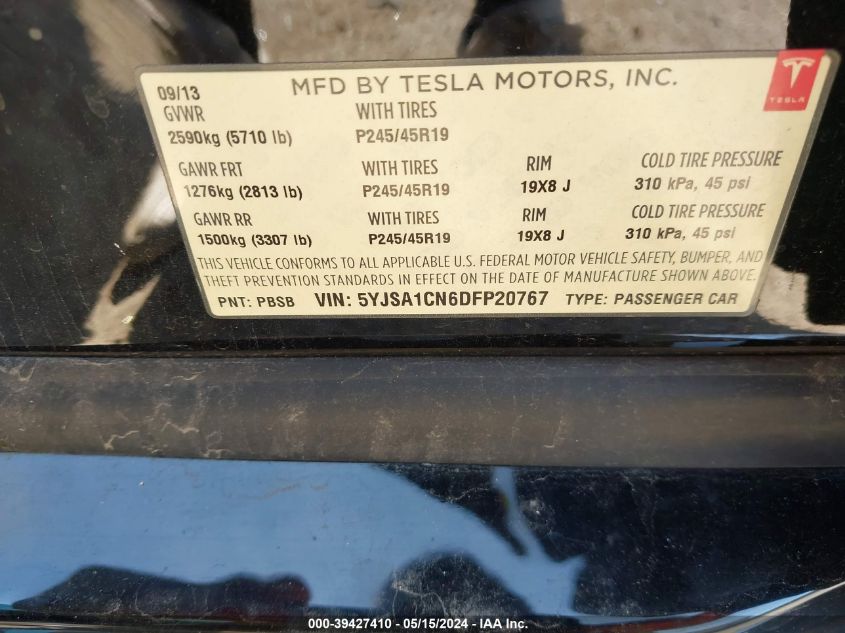 09/13 MFD BY TESLA MOTORS, INC.
TESLA
GVWR WITH TIRES
2590kg (5710 lb) P245/45R19
GAWR FRT WITH TIRES RIM COLD TIRE PRESSURE
1276kg (2813 lb) P245/45R19 19X8 J 310 kPa, 45 psi
GAWR RR WITH TIRES RIM COLD TIRE PRESSURE
1500kg (3307 lb) P245/45R19 19X8 J 310 kPa, 45 psi
THIS VEHICLE CONFORMS TO ALL APPLICABLE U.S. FEDERAL MOTOR VEHICLE SAFETY, BUMPER, AND
THEFT PREVENTION STANDARDS IN EFFECT ON THE DATE OF MANUFACTURE SHOWN ABOVE.
PNT: PBSB VIN: 5YJSA1CN6DFP20767 TYPE: PASSENGER CAR
000-39427410 - 05/15/2024 - IAA Inc.